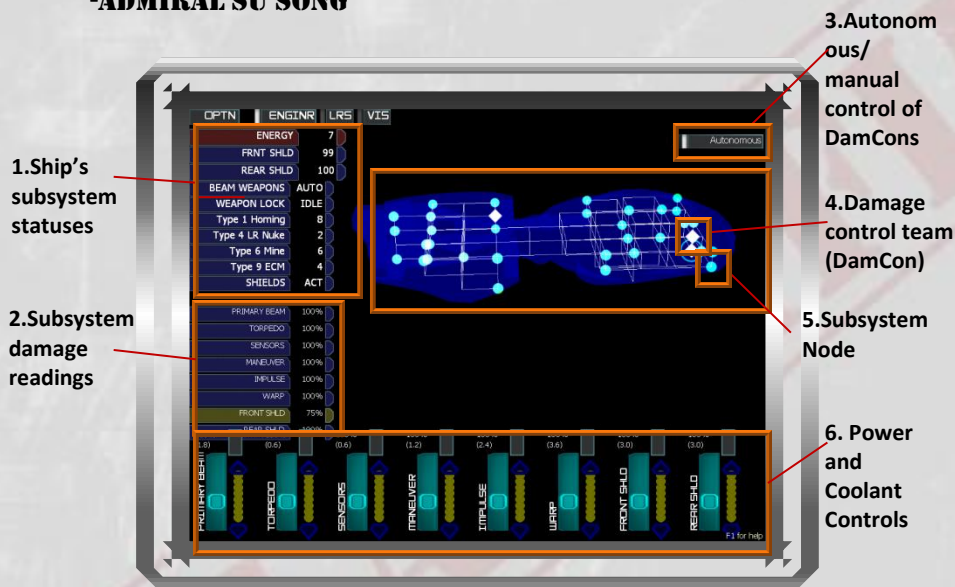 -ADMIRAL SU SONG
3.Autonom
ous/
manual
control of
DamCons
OPTN ENGINR LRS VIS
ENERGY 7
FRNT SHLD 99
REAR SHLD 100
BEAM WEAPONS AUTO
WEAPON LOCK IDLE
Type 1 Homing 8
Type 4 LR Nuke 2
Type 6 Mine 6
Type 9 ECM 4
SHIELDS ACT
Autonomous
1.Ship's
subsystem
statuses
4.Damage
control team
(DamCon)
2.Subsystem
damage
readings
PRIMARY BEAM 100%
TORPEDO 100%
SENSORS 100%
MANEUVER 100%
IMPULSE 100%
WARP 100%
FRONT SHLD 75%
REAR SHLD
5.Subsystem
Node
(0.6) (0.6) (1.2) (2.4) (3.6) (3.0) (3.0)
PRIMARY BEAM
TORPEDO
SENSORS
MANEUVER
IMPULSE
WARP
FRONT SHLD
REAR SHLD
F1 for help
6. Power
and
Coolant
Controls